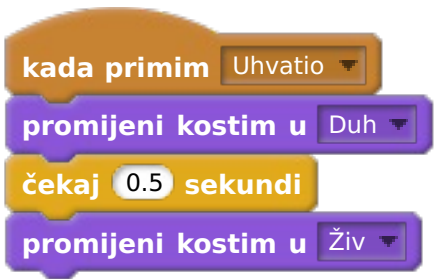 kada primim Uhvatio
promijeni kostim u Duh
čekaj 0.5 sekundi
promijeni kostim u Živ